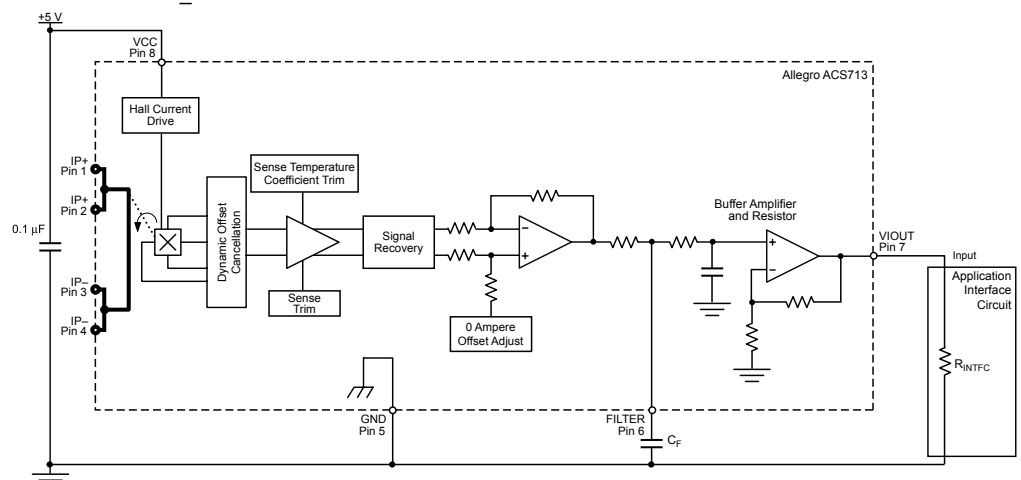 +5 V
VCC
Pin 8
Allegro ACS713
Hall Current
Drive
IP+
Pin 1
IP+
Pin 2
IP–
Pin 3
IP–
Pin 4
0.1 μF
Dynamic Offset
Cancellation
Sense Temperature
Coefficient Trim
Sense
Trim
Signal
Recovery
0 Ampere
Offset Adjust
Buffer Amplifier
and Resistor
VIOUT
Pin 7
Input
Application
Interface
Circuit
RINTFC
GND
Pin 5
FILTER
Pin 6
CF